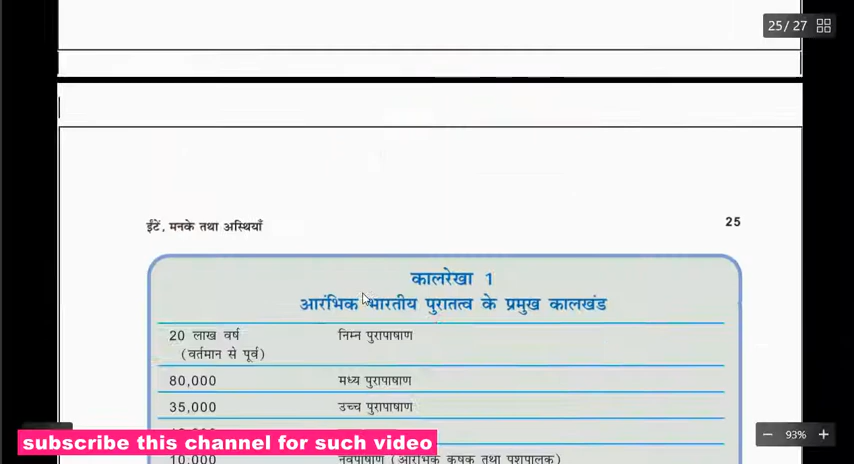 25 / 27
ईंटें, मनके तथा अस्थियाँ
25
कालरेखा 1
आरंभिक भारतीय पुरातत्व के प्रमुख कालखंड
20 लाख वर्ष निम्न पुरापाषाण
(वर्तमान से पूर्व)
80,000 मध्य पुरापाषाण
35,000 उच्च पुरापाषाण
10,000 नवपाषाण (आरंभिक कृषक तथा पशुपालक)
subscribe this channel for such video
93%